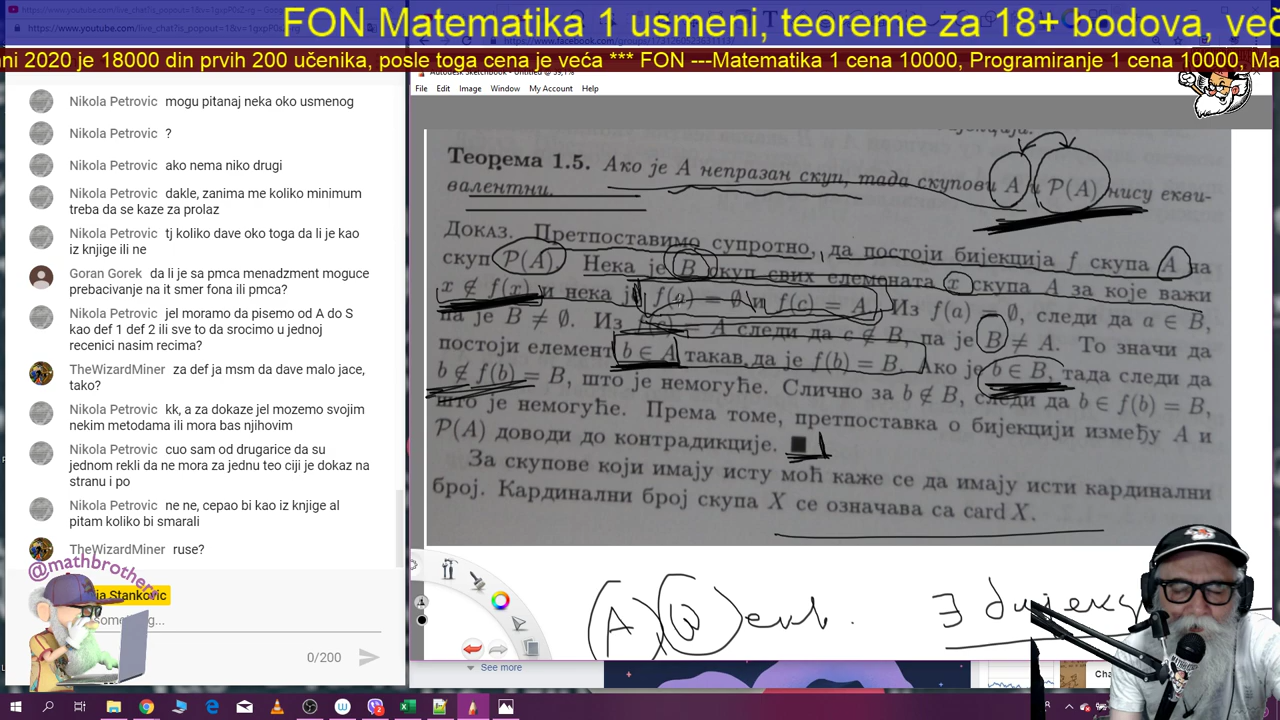 FON Matematika 1 usmeni, teoreme za 18+ bodova, već
ni 2020 je 18000 din prvih 200 učenika, posle toga cena je veća *** FON ---Matematika 1 cena 10000, Programiranje 1 cena 10000, Ma
File Edit Image Window My Account Help
Nikola Petrovic mogu pitanaj neka oko usmenog
Nikola Petrovic ?
Nikola Petrovic ako nema niko drugi
Nikola Petrovic dakle, zanima me koliko minimum
treba da se kaze za prolaz
Nikola Petrovic tj koliko dave oko toga da li je kao
iz knjige ili ne
Goran Gorek da li je sa pmca menadzment moguce
prebacivanje na it smer fona ili pmca?
Nikola Petrovic jel moramo da pisemo od A do S
kao def 1 def 2 ili sve to da srocimo u jednoj
recenici nasim recima?
TheWizardMiner za def ja msm da dave malo jace,
tako?
Nikola Petrovic kk, a za dokaze jel mozemo svojim
nekim metodama ili mora bas njihovim
Nikola Petrovic cuo sam od drugarice da su
jednom rekli da ne mora za jednu teo ciji je dokaz na
stranu i po
Nikola Petrovic ne ne, cepao bi kao iz knjige al
pitam koliko bi smarali
TheWizardMiner ruse?
@mathbrothers
Stankovic
0/200
Теорема 1.5. Ако је A непразан скуп, тада скупови A и P(A) нису екви-
валентни.
Доказ. Претпоставимо супротно, да постоји бијекција f скупа A на
скуп P(A). Нека је B скуп свих елемената x скупа A за које важи
x ∉ f(x) и нека је f(a) = ∅ и f(c) = A. Из f(a) = ∅, следи да a ∈ B,
па је B ≠ ∅. Из f(c) = A следи да c ∉ B, па је B ≠ A. То значи да
постоји елемент b ∈ A такав да је f(b) = B. Ако је b ∈ B, тада следи да
b ∉ f(b) = B, што је немогуће. Слично за b ∉ B, следи да b ∈ f(b) = B,
што је немогуће. Према томе, претпоставка о бијекцији између A и
P(A) доводи до контрадикције. ■
За скупове који имају исту моћ каже се да имају исти кардинални
број. Кардинални број скупа X се означава са card X.
A, B екв. ∃ бијекц
See more
Cha